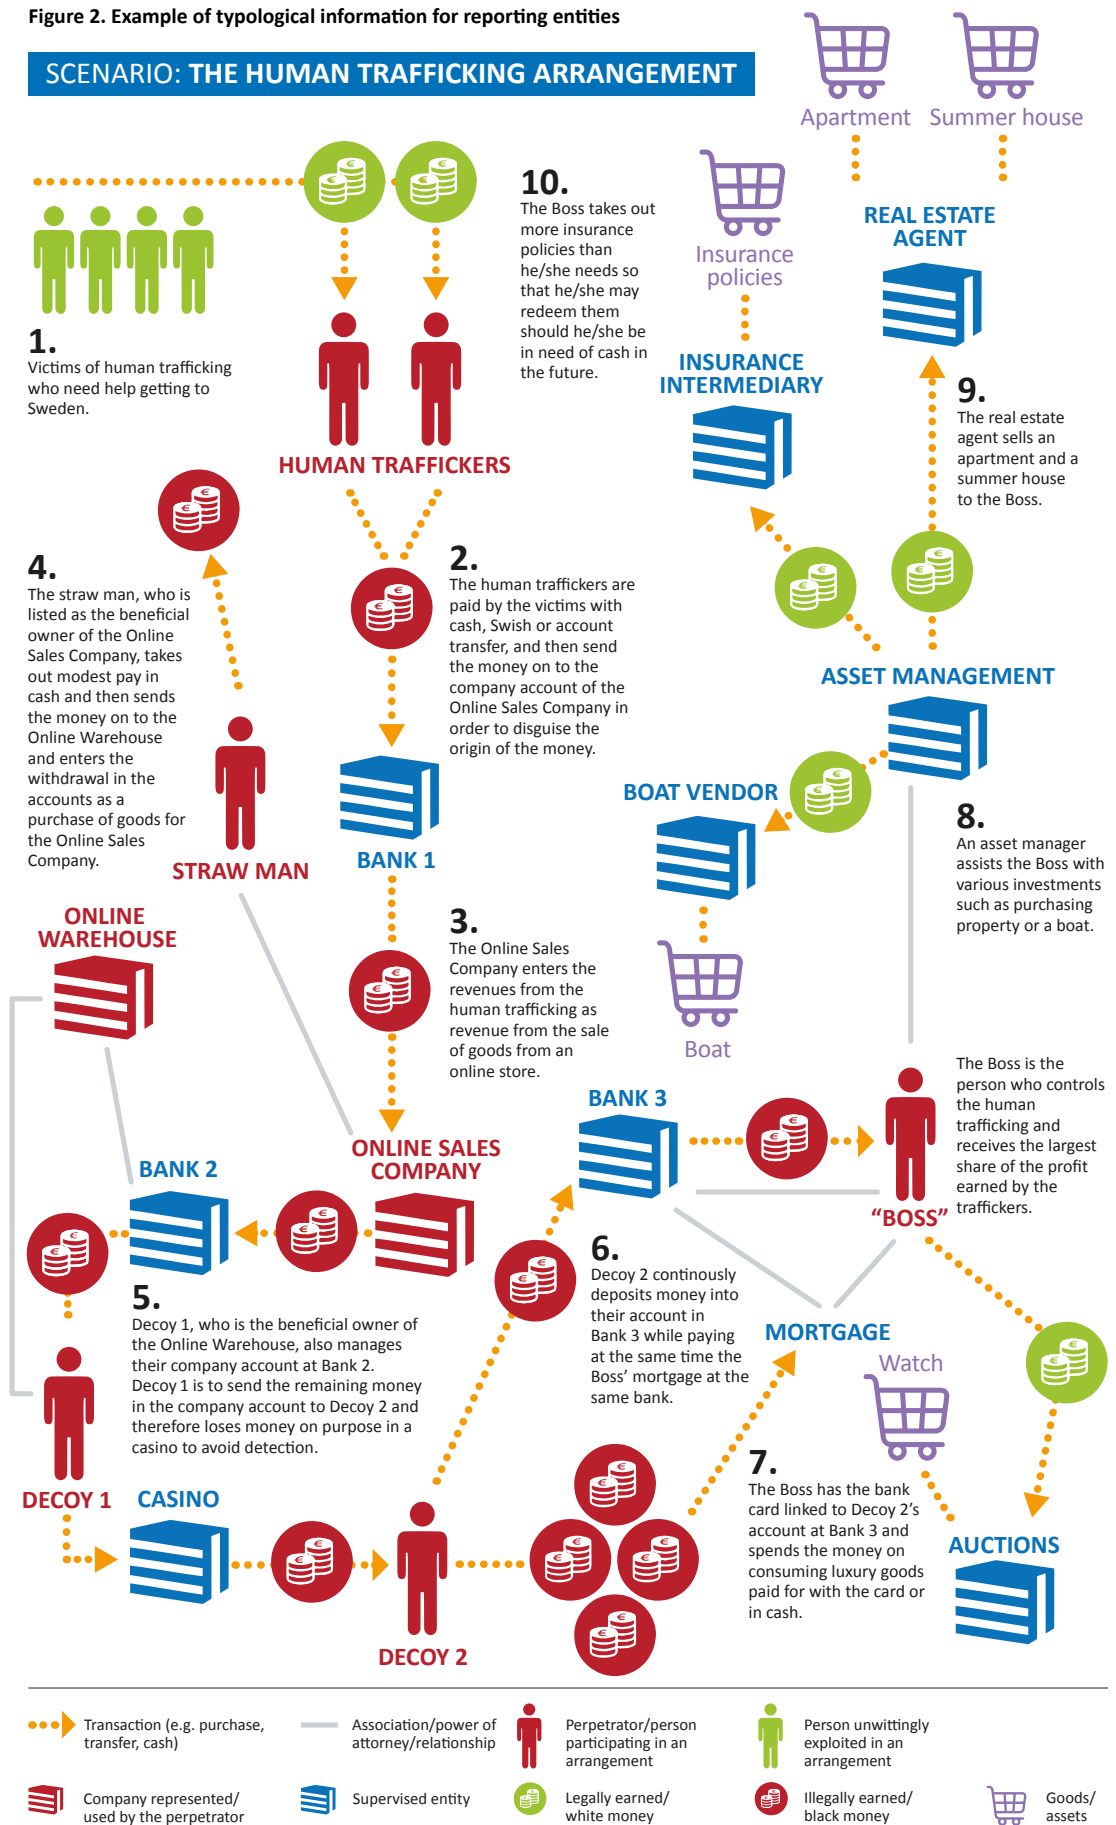 Figure 2. Example of typological information for reporting entities
SCENARIO: THE HUMAN TRAFFICKING ARRANGEMENT
Apartment
Summer house
REAL ESTATE
AGENT
Insurance
policies
INSURANCE
INTERMEDIARY
10.
The Boss takes out
more insurance
policies than
he/she needs so
that he/she may
redeem them
should he/she be
in need of cash in
the future.
1.
Victims of human trafficking
who need help getting to
Sweden.
HUMAN TRAFFICKERS
9.
The real estate
agent sells an
apartment and a
summer house
to the Boss.
4.
The straw man, who is
listed as the beneficial
owner of the Online
Sales Company, takes
out modest pay in
cash and then sends
the money on to the
Online Warehouse
and enters the
withdrawal in the
accounts as a
purchase of goods for
the Online Sales
Company.
STRAW MAN
2.
The human traffickers are
paid by the victims with
cash, Swish or account
transfer, and then send
the money on to the
company account of the
Online Sales Company in
order to disguise the
origin of the money.
BANK 1
ASSET MANAGEMENT
BOAT VENDOR
Boat
8.
An asset manager
assists the Boss with
various investments
such as purchasing
property or a boat.
ONLINE
WAREHOUSE
3.
The Online Sales
Company enters the
revenues from the
human trafficking as
revenue from the sale
of goods from an
online store.
The Boss is the
person who controls
the human
trafficking and
receives the largest
share of the profit
earned by the
traffickers.
BANK 3
"BOSS"
ONLINE SALES
COMPANY
BANK 2
5.
Decoy 1, who is the beneficial owner of
the Online Warehouse, also manages
their company account at Bank 2.
Decoy 1 is to send the remaining money
in the company account to Decoy 2 and
therefore loses money on purpose in a
casino to avoid detection.
6.
Decoy 2 continously
deposits money into
their account in
Bank 3 while paying
at the same time the
Boss' mortgage at the
same bank.
MORTGAGE
Watch
7.
The Boss has the bank
card linked to Decoy 2's
account at Bank 3 and
spends the money on
consuming luxury goods
paid for with the card or
in cash.
AUCTIONS
DECOY 1
CASINO
DECOY 2
Transaction (e.g. purchase,
transfer, cash)
Association/power of
attorney/relationship
Perpetrator/person
participating in an
arrangement
Person unwittingly
exploited in an
arrangement
Company represented/
used by the perpetrator
Supervised entity
Legally earned/
white money
Illegally earned/
black money
Goods/
assets